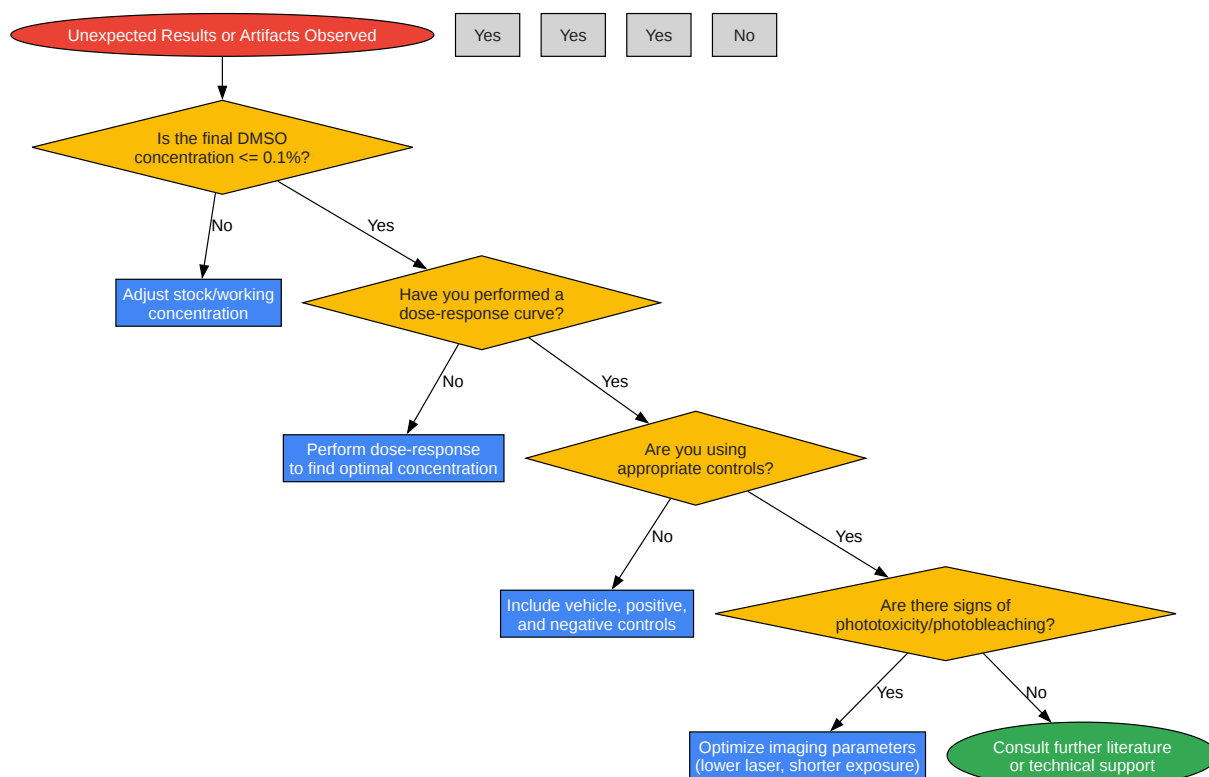 Unexpected Results or Artifacts Observed
Yes
Yes
Yes
No
Is the final DMSO
concentration <= 0.1%?
No
Yes
Adjust stock/working
concentration
Have you performed a
dose-response curve?
No
Yes
Perform dose-response
to find optimal concentration
Are you using
appropriate controls?
No
Yes
Include vehicle, positive,
and negative controls
Are there signs of
phototoxicity/photobleaching?
Yes
No
Optimize imaging parameters
(lower laser, shorter exposure)
Consult further literature
or technical support